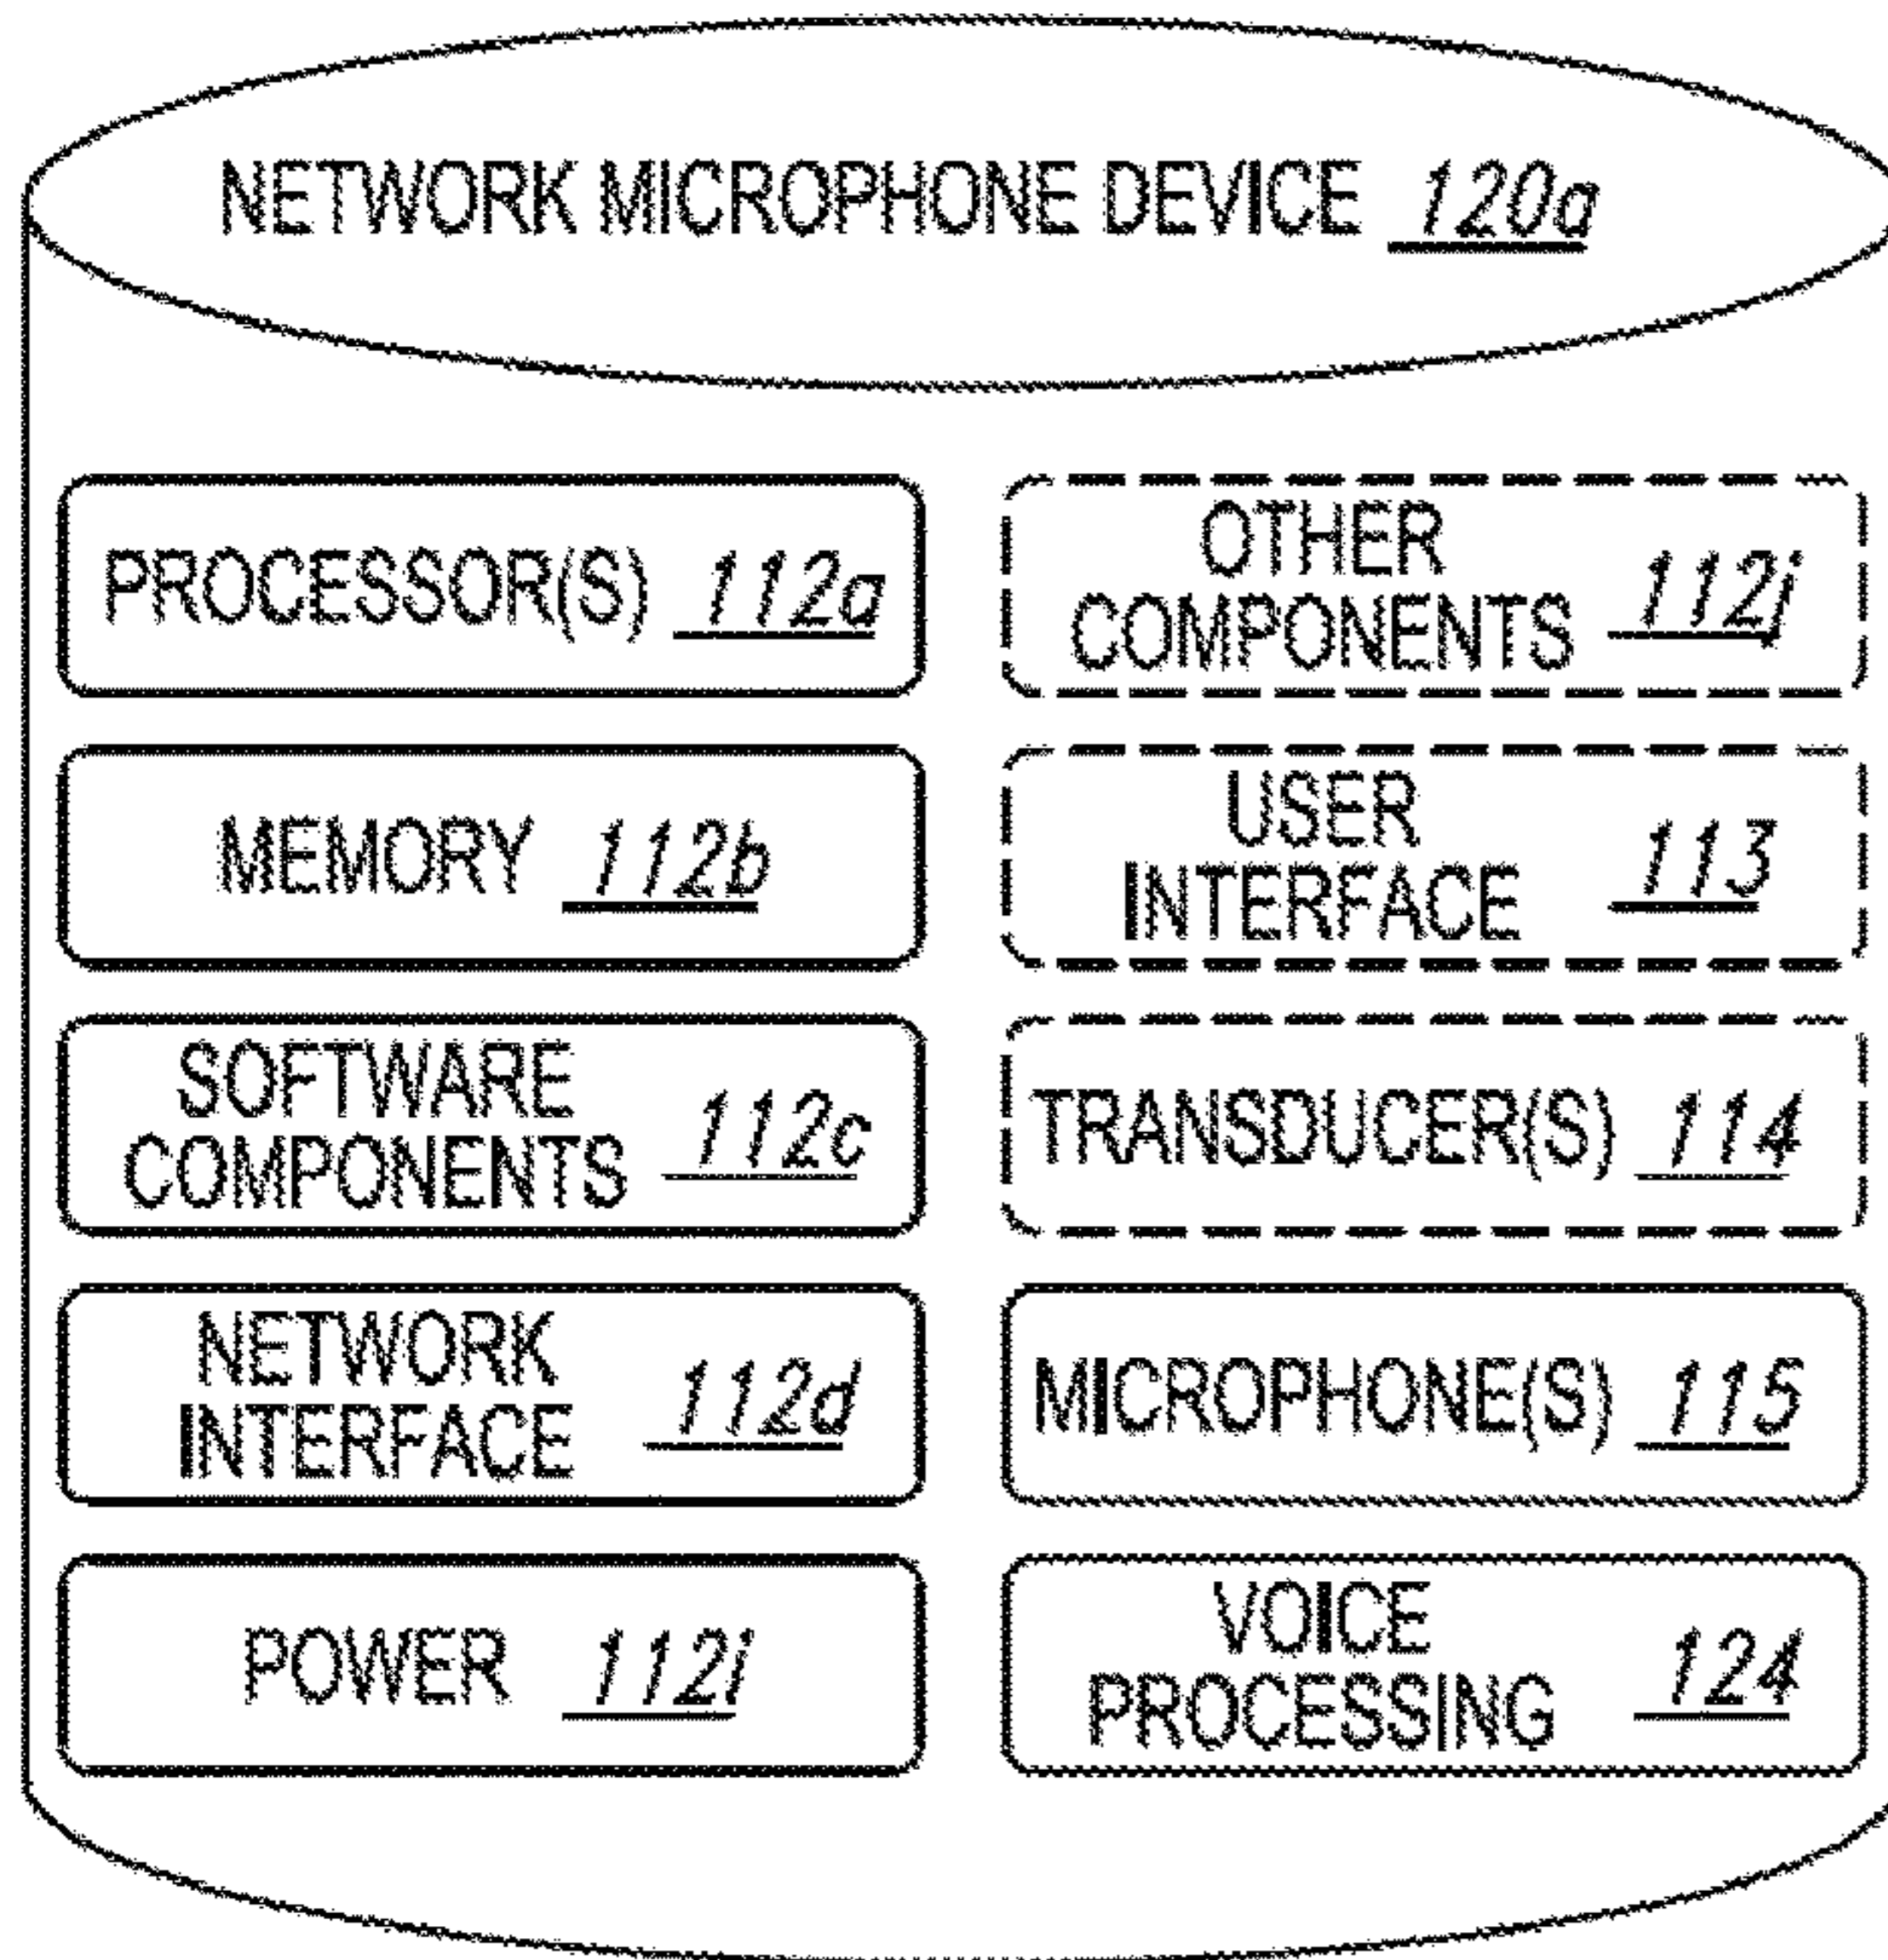 NETWORK MICROPHONE DEVICE 120a
PROCESSOR(S) 112a
MEMORY 112b
SOFTWARE
COMPONENTS 112c
NETWORK
INTERFACE 112d
POWER 112i
OTHER
COMPONENTS 112j
USER
INTERFACE 113
TRANSDUCER(S) 114
MICROPHONE(S) 115
VOICE
PROCESSING 124